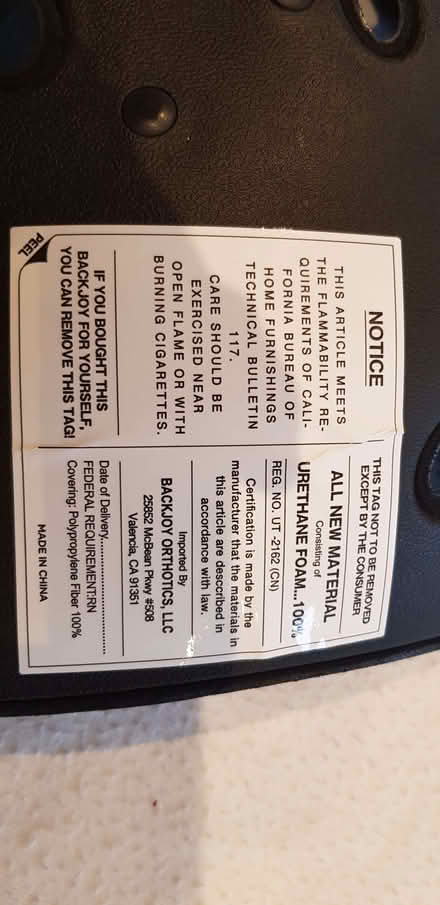 NOTICE
THIS ARTICLE MEETS
THE FLAMMABILITY RE-
QUIREMENTS OF CALI-
FORNIA BUREAU OF
HOME FURNISHINGS
TECHNICAL BULLETIN
117.
CARE SHOULD BE
EXERCISED NEAR
OPEN FLAME OR WITH
BURNING CIGARETTES.
IF YOU BOUGHT THIS
BACKJOY FOR YOURSELF,
YOU CAN REMOVE THIS TAG!
PEEL
THIS TAG NOT TO BE REMOVED
EXCEPT BY THE CONSUMER
ALL NEW MATERIAL
Consisting of
URETHANE FOAM...100%
REG. NO. UT -2162 (CN)
Certification is made by the
manufacturer that the materials in
this article are described in
accordance with law.
Imported By
BACKJOY ORTHOTICS, LLC
25852 McBean Pkwy #508
Valencia, CA 91351
Date of Delivery..............................
FEDERAL REQUIREMENT:RN
Covering: Polypropylene Fiber 100%
MADE IN CHINA